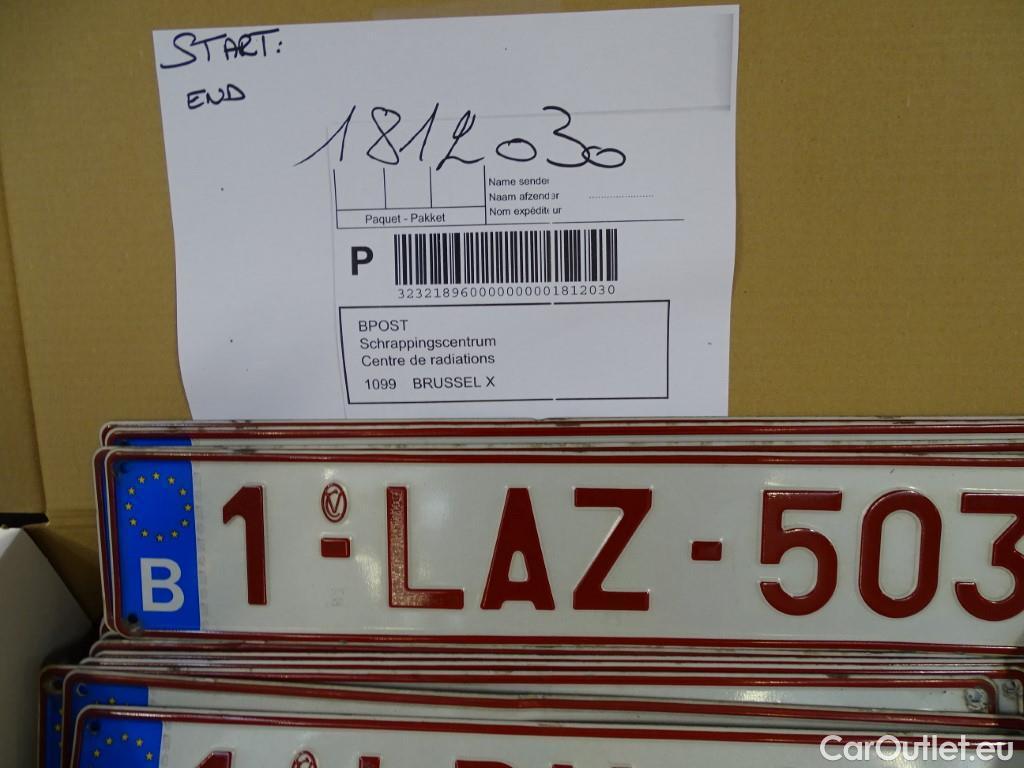 START:
END
1812030
Name sender
Naam afzender
Nom expéditeur
Paquet - Pakket
P
323218960000000001812030
BPOST
Schrappingscentrum
Centre de radiations
1099 BRUSSEL X
B 1-LAZ-503
CarOutlet.eu